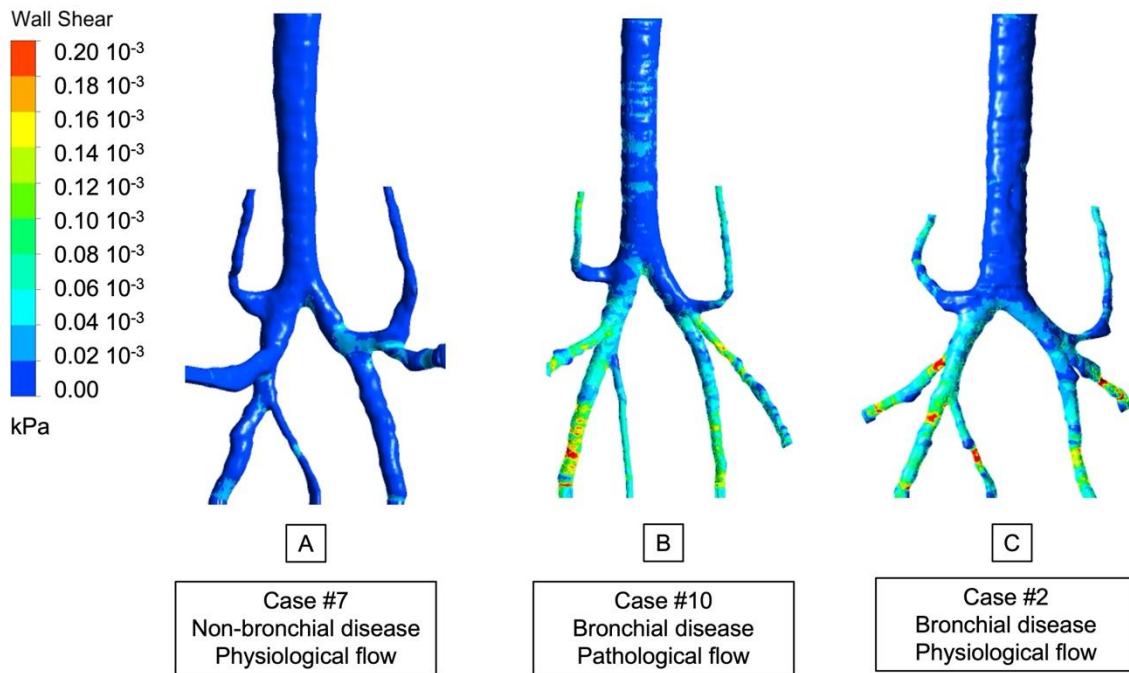 Wall Shear
0.20 10⁻³
0.18 10⁻³
0.16 10⁻³
0.14 10⁻³
0.12 10⁻³
0.10 10⁻³
0.08 10⁻³
0.06 10⁻³
0.04 10⁻³
0.02 10⁻³
0.00
kPa
A
Case #7
Non-bronchial disease
Physiological flow
B
Case #10
Bronchial disease
Pathological flow
C
Case #2
Bronchial disease
Physiological flow